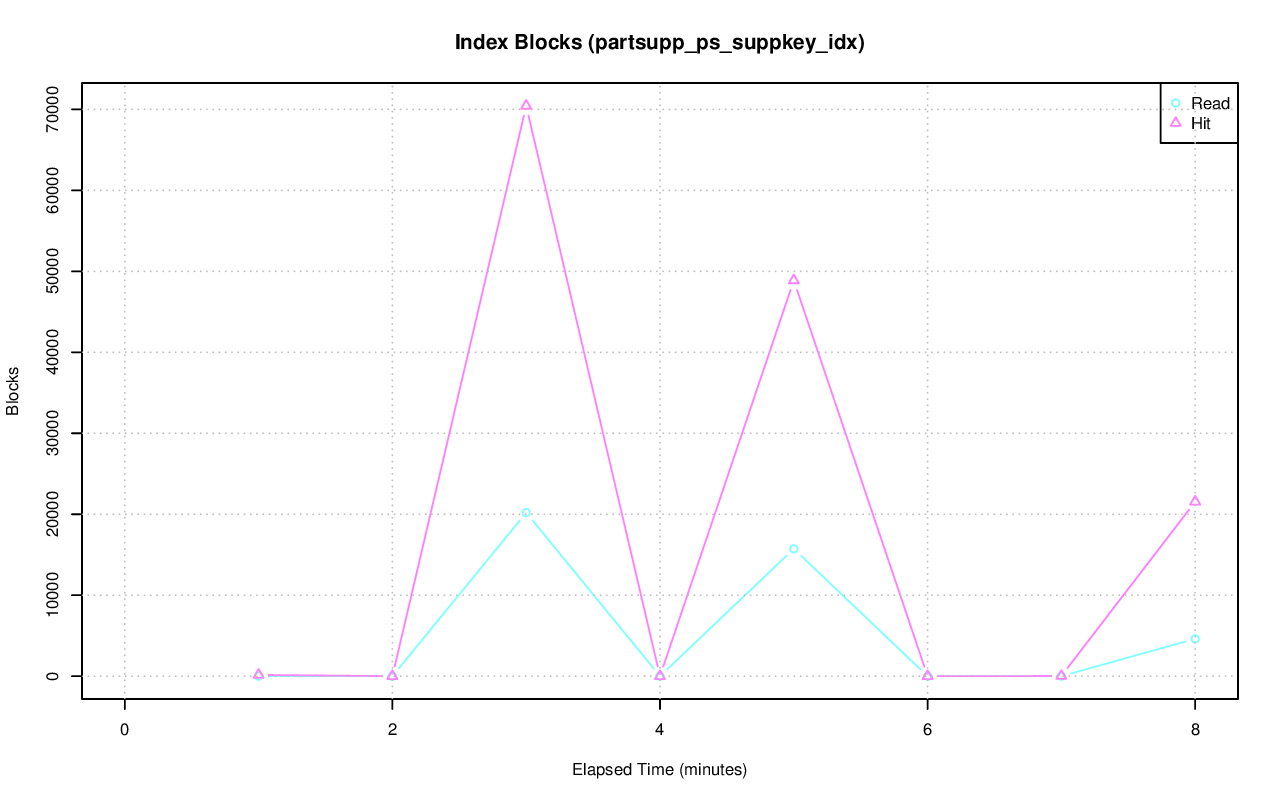 Index Blocks (partsupp_ps_suppkey_idx)
Read
Hit
70000
60000
50000
40000
30000
20000
10000
0
Blocks
0 2 4 6 8
Elapsed Time (minutes)